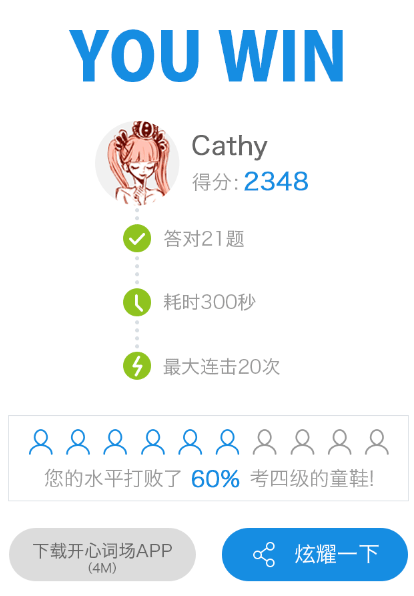 YOU WIN
Cathy
得分：2348
答对21题
耗时300秒
最大连击20次
您的水平打败了 60% 考四级的童鞋!
下载开心词场APP
(4M)
炫耀一下